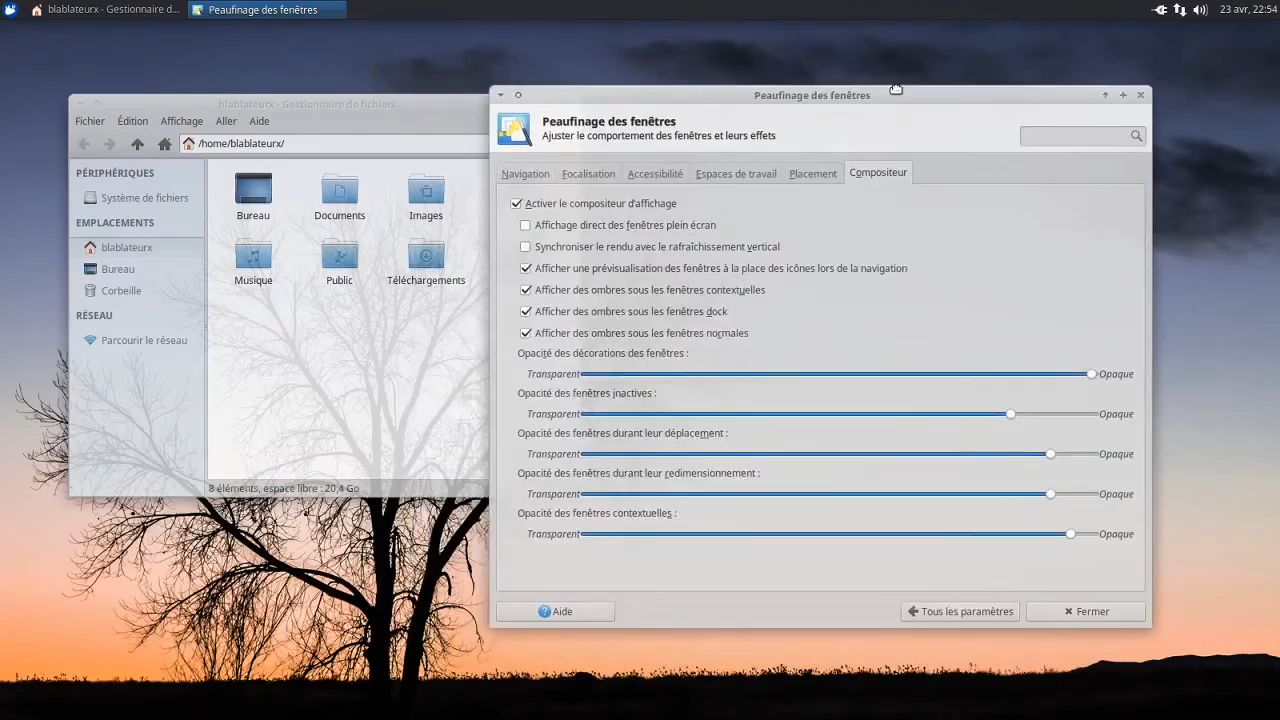 blablateurx - Gestionnaire d...
Peaufinage des fenêtres
23 avr, 22:54
blablateurx - Gestionnaire de fichiers
Fichier Édition Affichage Aller Aide
/home/blablateurx/
PÉRIPHÉRIQUES
Système de fichiers
EMPLACEMENTS
blablateurx
Bureau
Corbeille
RÉSEAU
Parcourir le réseau
Bureau Documents Images
Musique Public Téléchargements
8 éléments, espace libre : 20,4 Go
Peaufinage des fenêtres
Peaufinage des fenêtres
Ajuster le comportement des fenêtres et leurs effets
Navigation Focalisation Accessibilité Espaces de travail Placement Compositeur
Activer le compositeur d'affichage
Affichage direct des fenêtres plein écran
Synchroniser le rendu avec le rafraîchissement vertical
Afficher une prévisualisation des fenêtres à la place des icônes lors de la navigation
Afficher des ombres sous les fenêtres contextuelles
Afficher des ombres sous les fenêtres dock
Afficher des ombres sous les fenêtres normales
Opacité des décorations des fenêtres :
Transparent Opaque
Opacité des fenêtres inactives :
Transparent Opaque
Opacité des fenêtres durant leur déplacement :
Transparent Opaque
Opacité des fenêtres durant leur redimensionnement :
Transparent Opaque
Opacité des fenêtres contextuelles :
Transparent Opaque
Aide Tous les paramètres Fermer